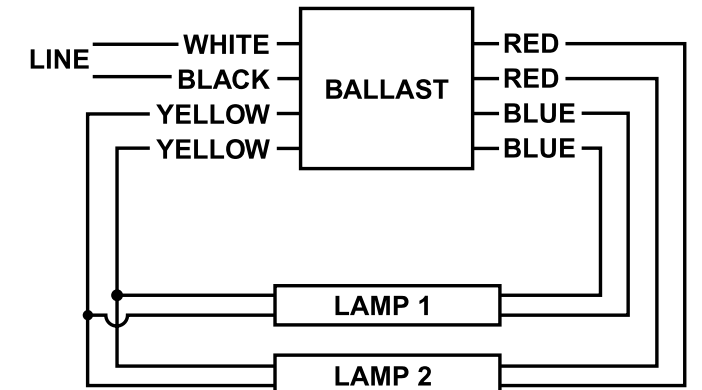 LINE
WHITE
BLACK
YELLOW
YELLOW
BALLAST
RED
RED
BLUE
BLUE
LAMP 1
LAMP 2